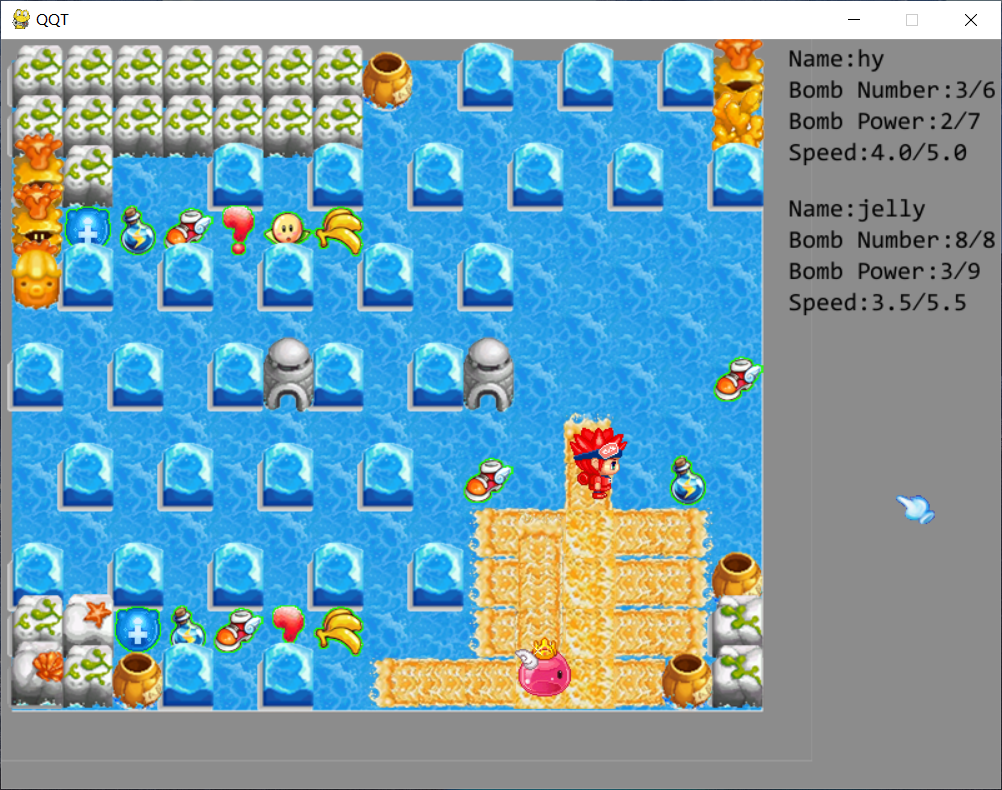 QQT
Name:hy
Bomb Number:3/6
Bomb Power:2/7
Speed:4.0/5.0
Name:jelly
Bomb Number:8/8
Bomb Power:3/9
Speed:3.5/5.5